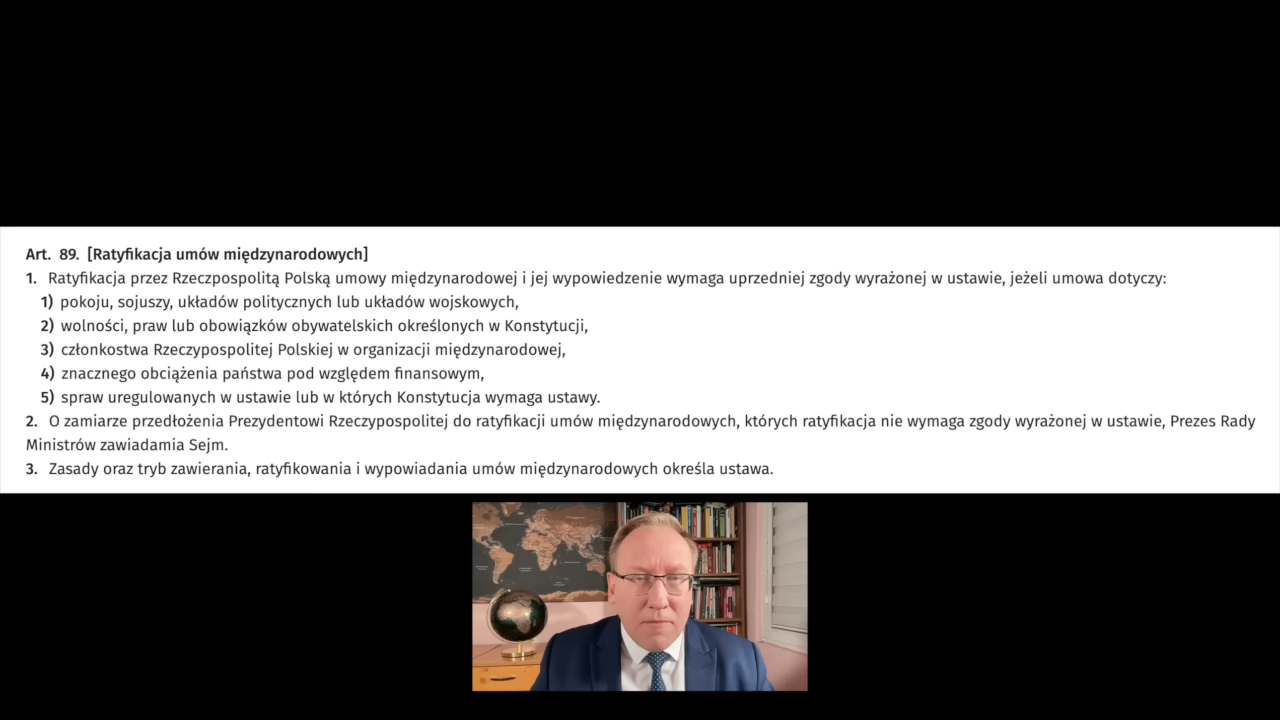 Art. 89. [Ratyfikacja umów międzynarodowych]
1. Ratyfikacja przez Rzeczpospolitą Polską umowy międzynarodowej i jej wypowiedzenie wymaga uprzedniej zgody wyrażonej w ustawie, jeżeli umowa dotyczy:
1) pokoju, sojuszy, układów politycznych lub układów wojskowych,
2) wolności, praw lub obowiązków obywatelskich określonych w Konstytucji,
3) członkostwa Rzeczypospolitej Polskiej w organizacji międzynarodowej,
4) znacznego obciążenia państwa pod względem finansowym,
5) spraw uregulowanych w ustawie lub w których Konstytucja wymaga ustawy.
2. O zamiarze przedłożenia Prezydentowi Rzeczypospolitej do ratyfikacji umów międzynarodowych, których ratyfikacja nie wymaga zgody wyrażonej w ustawie, Prezes Rady
Ministrów zawiadamia Sejm.
3. Zasady oraz tryb zawierania, ratyfikowania i wypowiadania umów międzynarodowych określa ustawa.